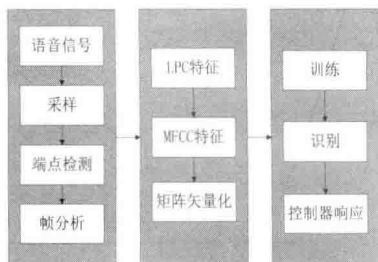 语音信号
采样
端点检测
帧分析
LPC特征
MFCC特征
矩阵矢量化
训练
识别
控制器响应